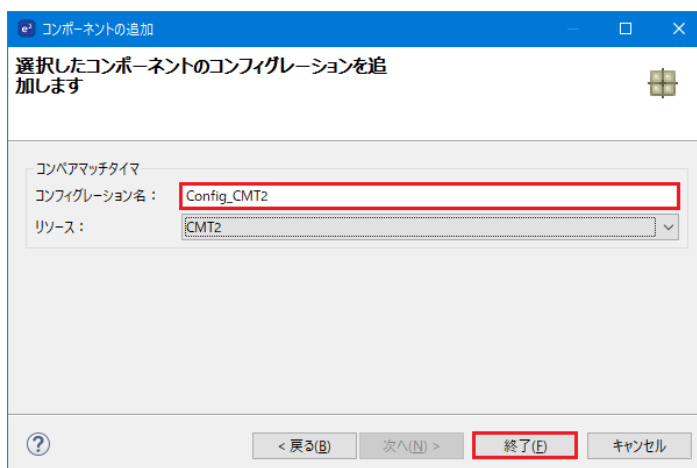 e² コンポーネントの追加
選択したコンポーネントのコンフィグレーションを追
加します
コンペアマッチタイマ
コンフィグレーション名： Config_CMT2
リソース： CMT2
< 戻る(B) 次へ(N) > 終了(F) キャンセル